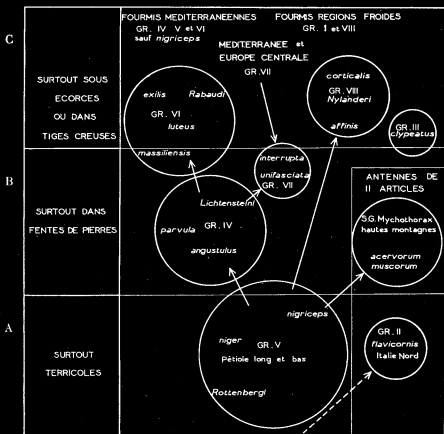 FOURMIS MEDITERRANEENNES
GR. IV V et VI
sauf nigriceps
FOURMIS REGIONS FROIDES
GR. I et VIII
MEDITERRANEE et
EUROPE CENTRALE
GR. VII
C
SURTOUT SOUS
ECORCES
OU DANS
TIGES CREUSES
exilis Rabaudi
GR. VI
luteus
massiliensis
corticalis
GR. VIII
Nylanderi
affinis
GR. III
clypeatus
B
SURTOUT DANS
FENTES DE PIERRES
interrupta
unifasciata
GR. VII
Lichtensteini
parvula GR. IV
angustulus
ANTENNES DE
II ARTICLES
S.G. Mychothorax
hautes montagnes
acervorum
muscorum
A
SURTOUT
TERRICOLES
nigriceps
niger
GR. V
Pétiole long et bas
Rottenbergi
GR. II
flavicornis
Italie Nord